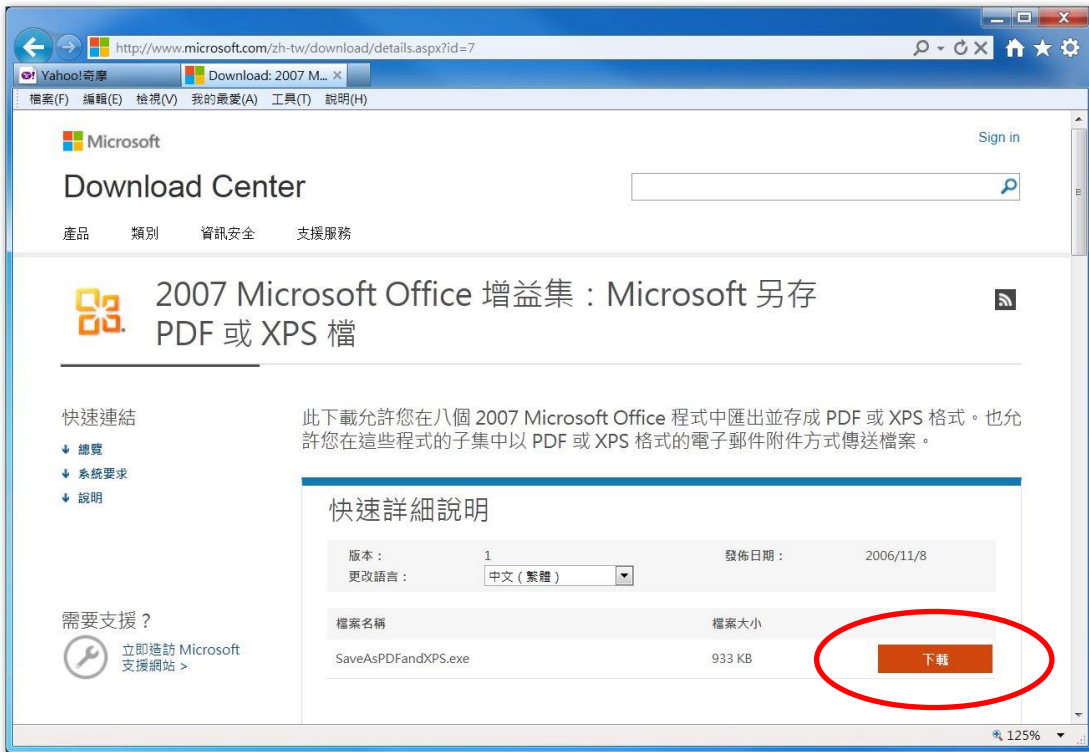 http://www.microsoft.com/zh-tw/download/details.aspx?id=7
Yahoo!奇摩
Download: 2007 M...
檔案(F) 編輯(E) 檢視(V) 我的最愛(A) 工具(T) 說明(H)
Microsoft
Sign in
Download Center
產品 類別 資訊安全 支援服務
2007 Microsoft Office 增益集：Microsoft 另存
PDF 或 XPS 檔
快速連結
總覽
系統要求
說明
此下載允許您在八個 2007 Microsoft Office 程式中匯出並存成 PDF 或 XPS 格式。也允
許您在這些程式的子集中以 PDF 或 XPS 格式的電子郵件附件方式傳送檔案。
快速詳細說明
版本： 1 發佈日期： 2006/11/8
更改語言： 中文（繁體）
檔案名稱 檔案大小
SaveAsPDFandXPS.exe 933 KB 下載
需要支援？
立即造訪 Microsoft
支援網站 >
125%